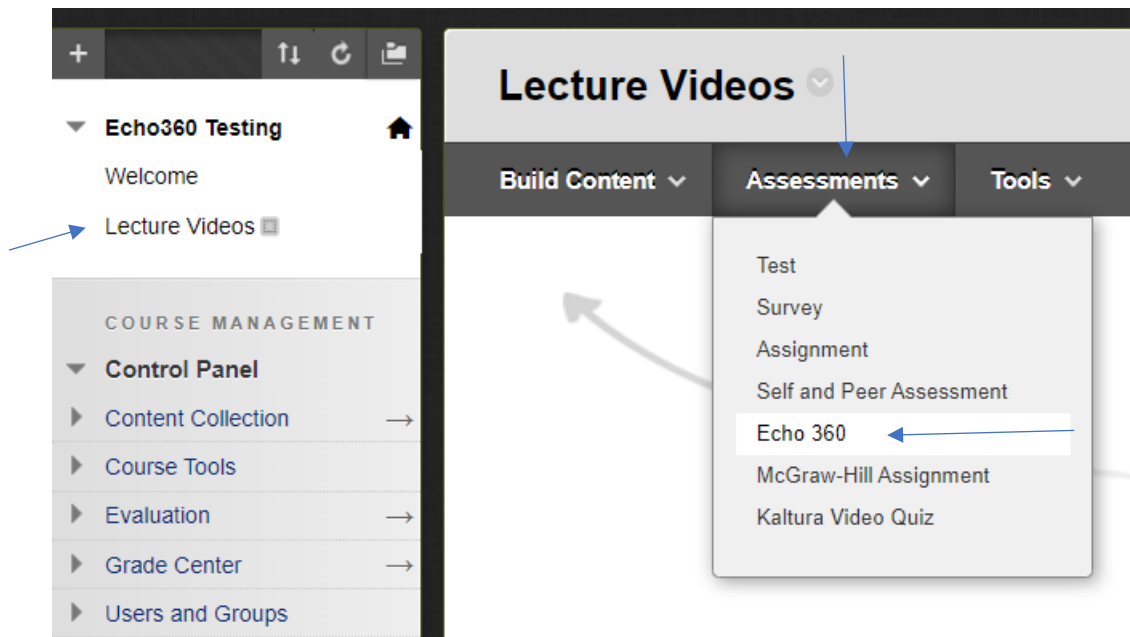 Echo360 Testing
Welcome
Lecture Videos
COURSE MANAGEMENT
Control Panel
Content Collection
Course Tools
Evaluation
Grade Center
Users and Groups
Lecture Videos
Build Content
Assessments
Tools
Test
Survey
Assignment
Self and Peer Assessment
Echo 360
McGraw-Hill Assignment
Kaltura Video Quiz